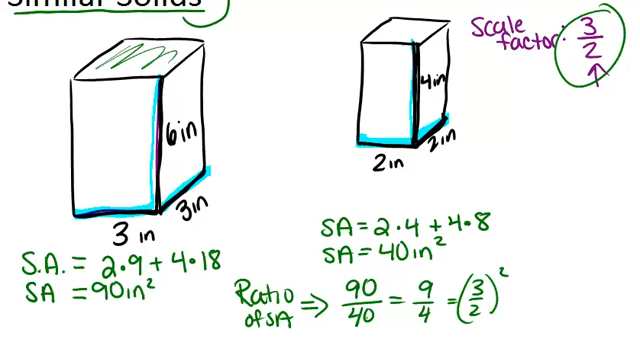 Similar Solids
Scale factor: 3/2
6in
3 in
3in
4in
2in
2in
S.A. = 2·9 + 4·18
SA = 90in²
SA = 2·4 + 4·8
SA = 40in²
Ratio of SA ⇒ 90/40 = 9/4 = (3/2)²